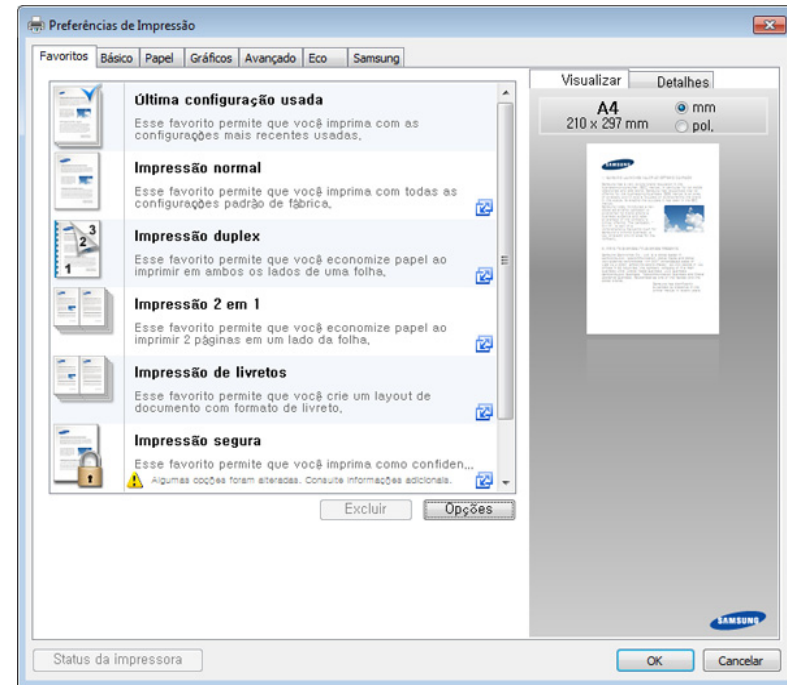 Preferências de Impressão
Favoritos Básico Papel Gráficos Avançado Eco Samsung
Última configuração usada
Esse favorito permite que você imprima com as
configurações mais recentes usadas,
Impressão normal
Esse favorito permite que você imprima com todas as
configurações padrão de fábrica,
Impressão duplex
Esse favorito permite que você economize papel ao
imprimir em ambos os lados de uma folha,
Impressão 2 em 1
Esse favorito permite que você economize papel ao
imprimir 2 páginas em um lado da folha,
Impressão de livretos
Esse favorito permite que você crie um layout de
documento com formato de livreto,
Impressão segura
Esse favorito permite que você imprima como confiden...
Algumas opções foram alteradas. Consulte informações adicionais.
Excluir Opções
Visualizar Detalhes
A4
210 x 297 mm
mm
pol,
SAMSUNG
SAMSUNG
Status da impressora
OK Cancelar
3
2
1